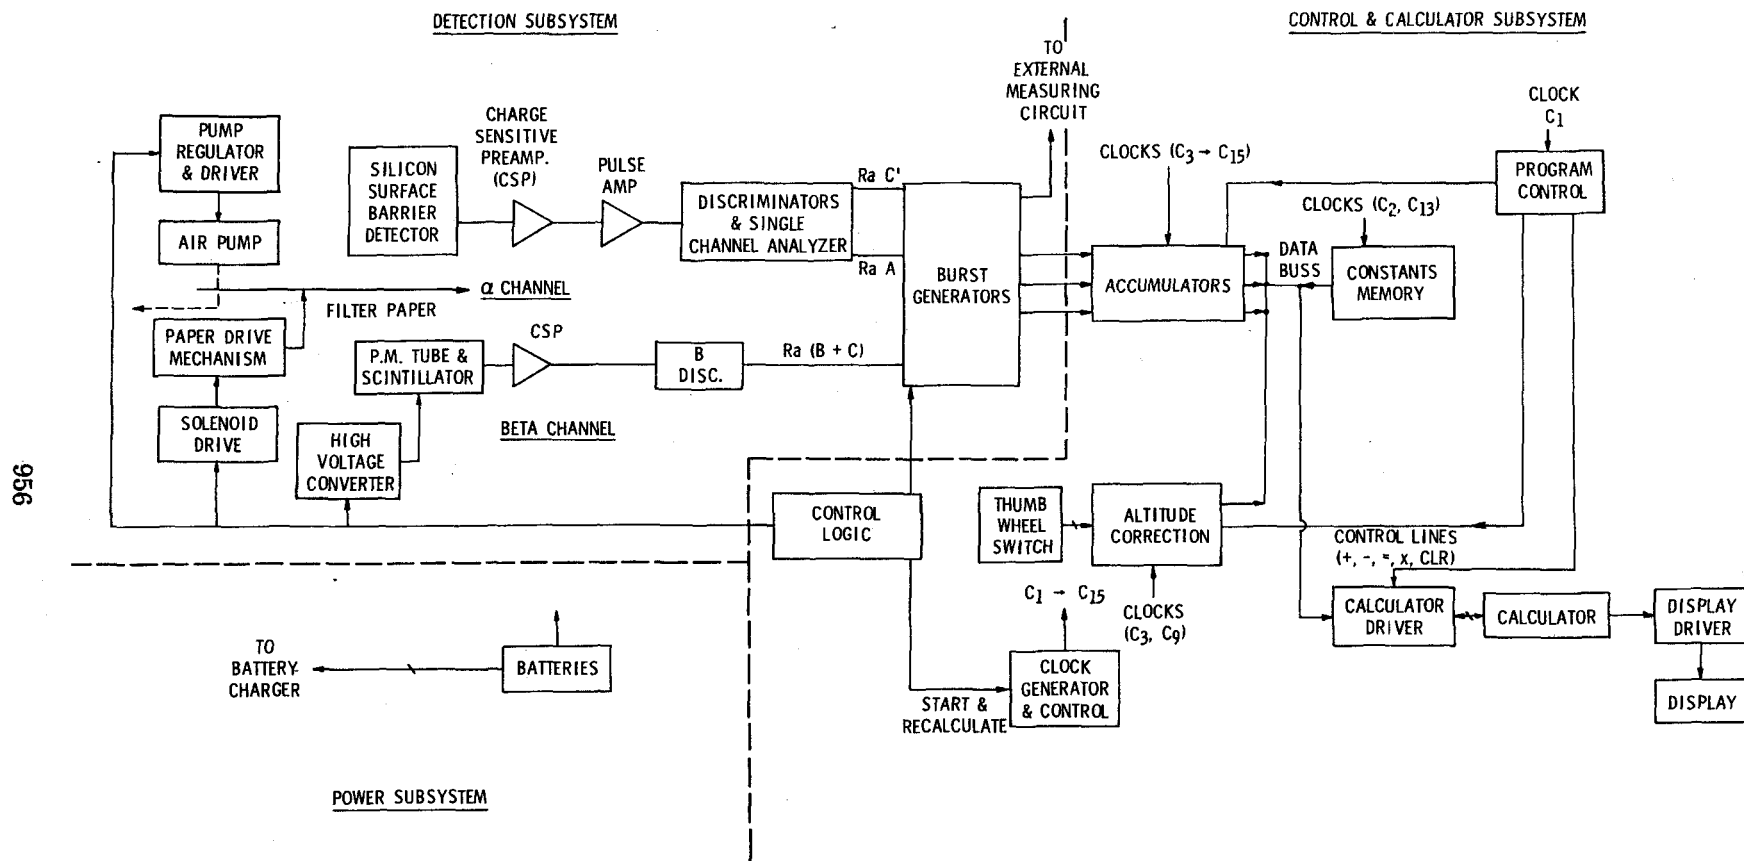 DETECTION SUBSYSTEM
CONTROL & CALCULATOR SUBSYSTEM
TO
EXTERNAL
MEASURING
CIRCUIT
CLOCK
C1
PUMP
REGULATOR
& DRIVER
CHARGE
SENSITIVE
PREAMP.
(CSP)
SILICON
SURFACE
BARRIER
DETECTOR
PULSE
AMP
DISCRIMINATORS
& SINGLE
CHANNEL ANALYZER
Ra C'
Ra A
BURST
GENERATORS
CLOCKS (C3 → C15)
PROGRAM
CONTROL
CLOCKS (C2, C13)
AIR PUMP
ACCUMULATORS
DATA
BUSS
CONSTANTS
MEMORY
α CHANNEL
FILTER PAPER
PAPER DRIVE
MECHANISM
P.M. TUBE &
SCINTILLATOR
CSP
B
DISC.
Ra (B + C)
SOLENOID
DRIVE
HIGH
VOLTAGE
CONVERTER
BETA CHANNEL
956
CONTROL
LOGIC
THUMB
WHEEL
SWITCH
ALTITUDE
CORRECTION
CONTROL LINES
(+, -, =, x, CLR)
C1 → C15
CLOCKS
(C3, C9)
CALCULATOR
DRIVER
CALCULATOR
DISPLAY
DRIVER
TO
BATTERY-
CHARGER
BATTERIES
START &
RECALCULATE
CLOCK
GENERATOR
& CONTROL
DISPLAY
POWER SUBSYSTEM